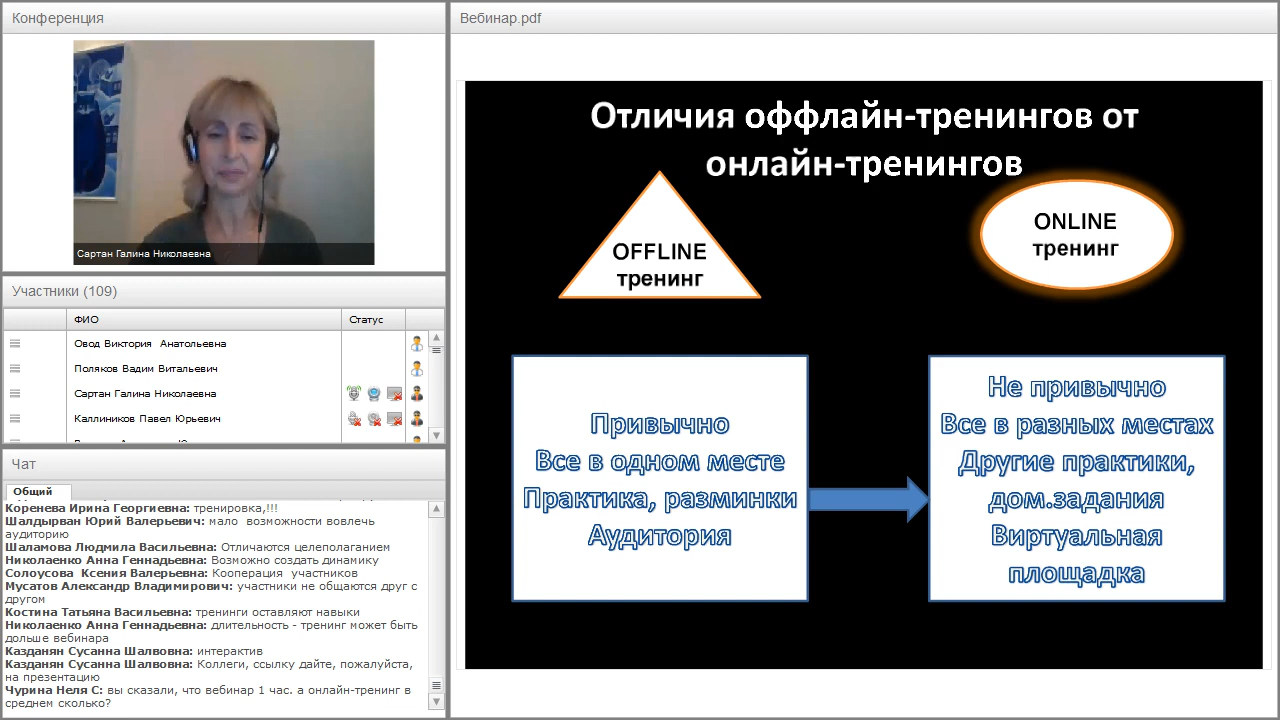 Конференция
Сартан Галина Николаевна
Участники (109)
ФИО
Статус
Овод Виктория Анатольевна
Поляков Вадим Витальевич
Сартан Галина Николаевна
Каллиников Павел Юрьевич
Чат
Общий
Коренева Ирина Георгиевна: тренировка,!!!
Шалдырван Юрий Валерьевич: мало возможности вовлечь
аудиторию
Шаламова Людмила Васильевна: Отличаются целеполаганием
Николаенко Анна Геннадьевна: Возможно создать динамику
Солоусова Ксения Валерьевна: Кооперация участников
Мусатов Александр Владимирович: участники не общаются друг с
другом
Костина Татьяна Васильевна: тренинги оставляют навыки
Николаенко Анна Геннадьевна: длительность - тренинг может быть
дольше вебинара
Казданян Сусанна Шалвовна: интерактив
Казданян Сусанна Шалвовна: Коллеги, ссылку дайте, пожалуйста,
на презентацию
Чурина Неля С: вы сказали, что вебинар 1 час. а онлайн-тренинг в
среднем сколько?
Вебинар.pdf
Отличия оффлайн-тренингов от
онлайн-тренингов
OFFLINE
тренинг
ONLINE
тренинг
Привычно
Все в одном месте
Практика, разминки
Аудитория
Не привычно
Все в разных местах
Другие практики,
дом.задания
Виртуальная
площадка